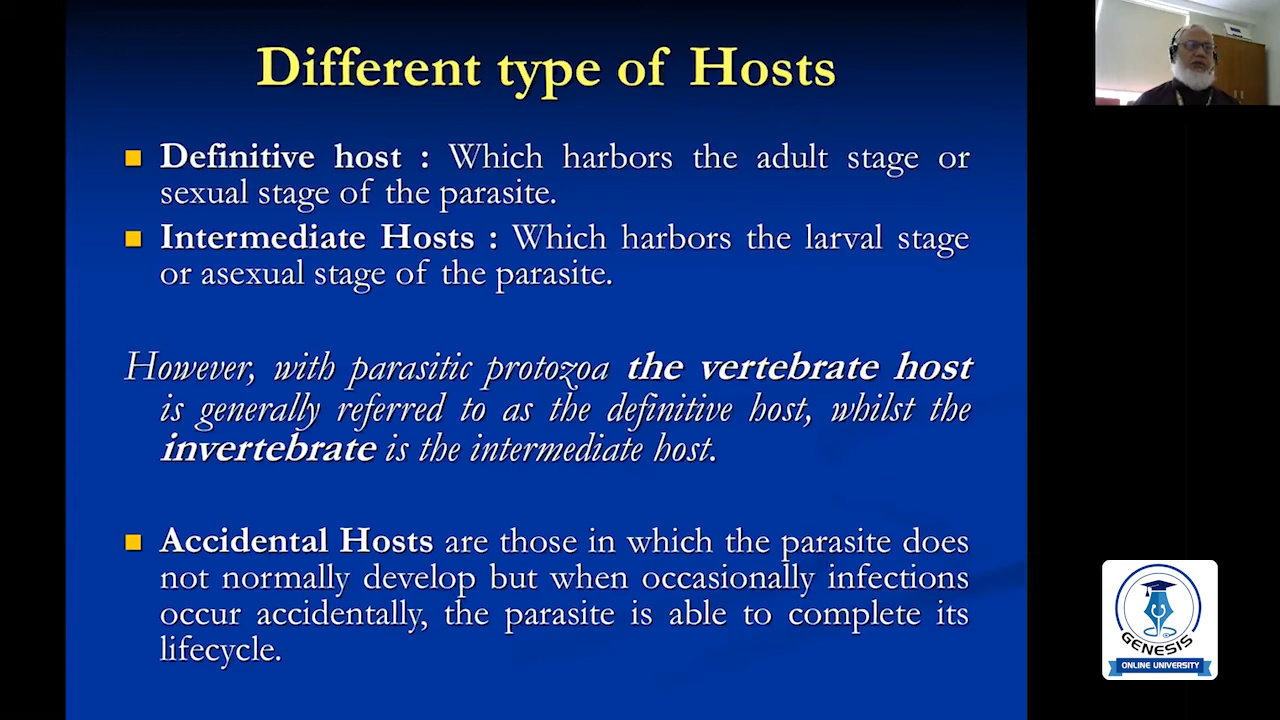 Different type of Hosts
Definitive host : Which harbors the adult stage or
sexual stage of the parasite.
Intermediate Hosts : Which harbors the larval stage
or asexual stage of the parasite.
However, with parasitic protozoa the vertebrate host
is generally referred to as the definitive host, whilst the
invertebrate is the intermediate host.
Accidental Hosts are those in which the parasite does
not normally develop but when occasionally infections
occur accidentally, the parasite is able to complete its
lifecycle.
GENESIS
ONLINE UNIVERSITY